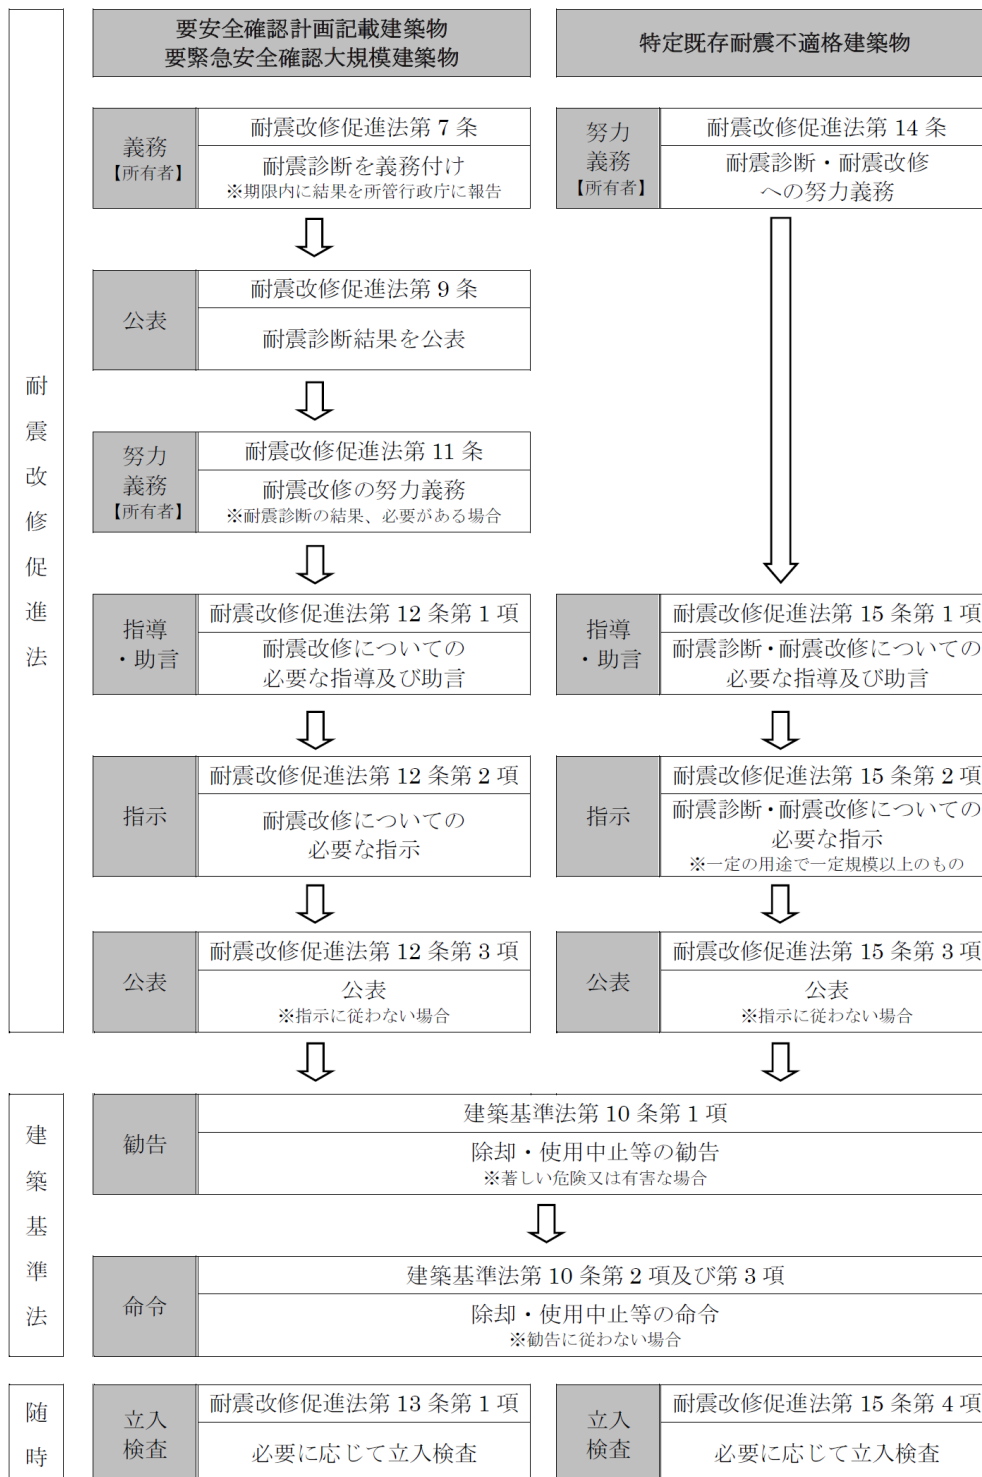 要安全確認計画記載建築物
要緊急安全確認大規模建築物
特定既存耐震不適格建築物
耐震改修促進法
義務
【所有者】
耐震改修促進法第 7 条
耐震診断を義務付け
※期限内に結果を所管行政庁に報告
努力
義務
【所有者】
耐震改修促進法第 14 条
耐震診断・耐震改修
への努力義務
公表
耐震改修促進法第 9 条
耐震診断結果を公表
努力
義務
【所有者】
耐震改修促進法第 11 条
耐震改修の努力義務
※耐震診断の結果、必要がある場合
指導
・助言
耐震改修促進法第 12 条第 1 項
耐震改修についての
必要な指導及び助言
指導
・助言
耐震改修促進法第 15 条第 1 項
耐震診断・耐震改修についての
必要な指導及び助言
指示
耐震改修促進法第 12 条第 2 項
耐震改修についての
必要な指示
指示
耐震改修促進法第 15 条第 2 項
耐震診断・耐震改修についての
必要な指示
※一定の用途で一定規模以上のもの
公表
耐震改修促進法第 12 条第 3 項
公表
※指示に従わない場合
公表
耐震改修促進法第 15 条第 3 項
公表
※指示に従わない場合
建築基準法
勧告
建築基準法第 10 条第 1 項
除却・使用中止等の勧告
※著しい危険又は有害な場合
命令
建築基準法第 10 条第 2 項及び第 3 項
除却・使用中止等の命令
※勧告に従わない場合
随時
立入
検査
耐震改修促進法第 13 条第 1 項
必要に応じて立入検査
立入
検査
耐震改修促進法第 15 条第 4 項
必要に応じて立入検査